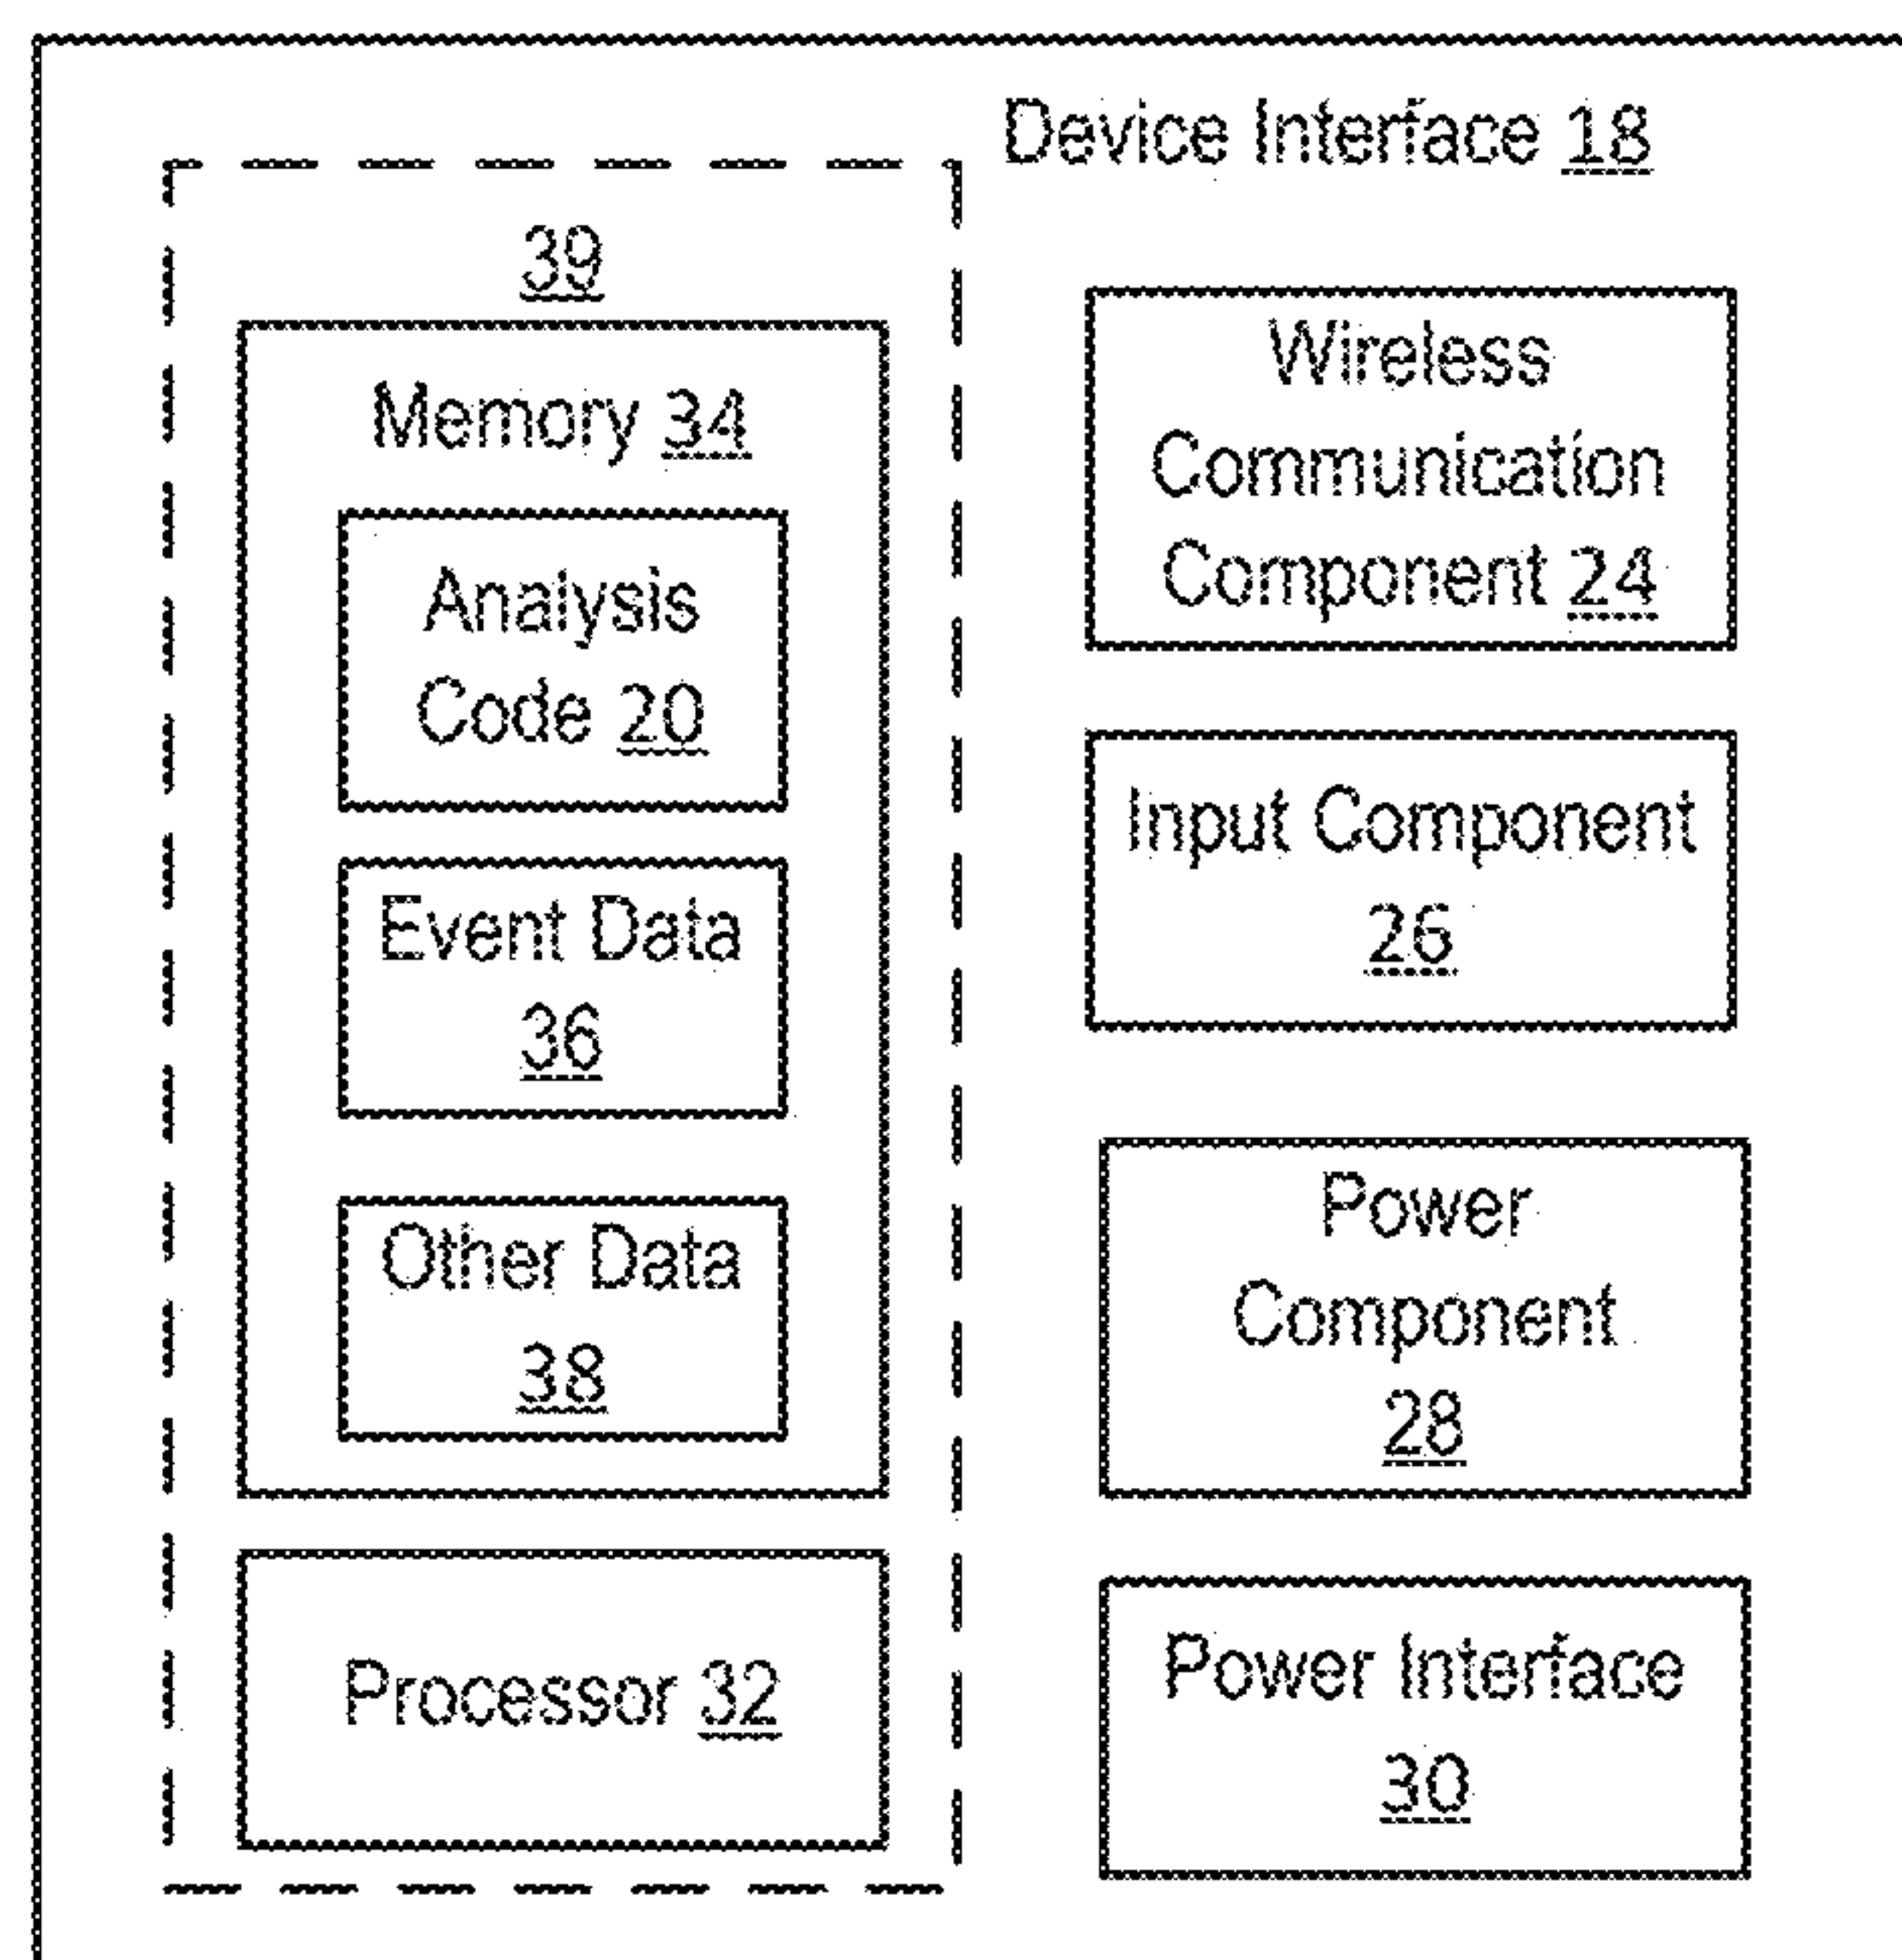 Device Interface 18
39
Memory 34
Analysis
Code 20
Event Data
36
Other Data
38
Processor 32
Wireless
Communication
Component 24
Input Component
26
Power
Component
28
Power Interface
30